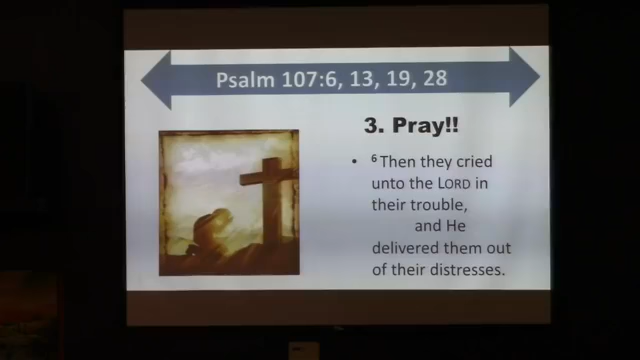 Psalm 107:6, 13, 19, 28
3. Pray!!
• 6 Then they cried
unto the LORD in
their trouble,
and He
delivered them out
of their distresses.